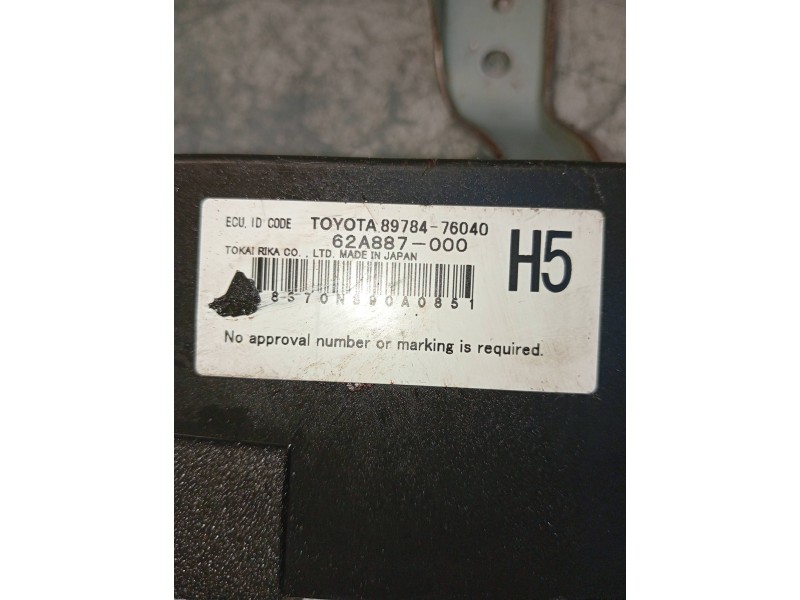 ECU, ID CODE TOYOTA 89784-76040
62A887-000
TOKAI RIKA CO., LTD. MADE IN JAPAN
H5
8370N390A0851
No approval number or marking is required.